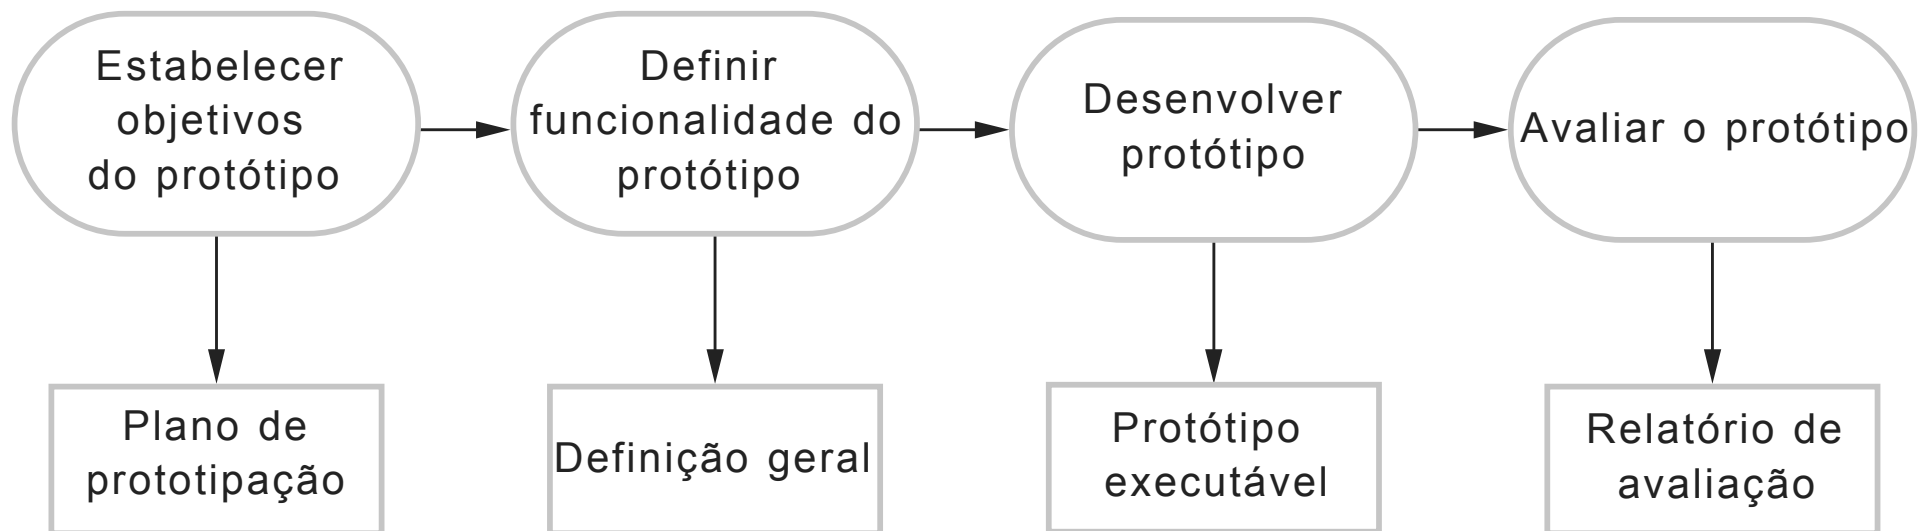 Estabelecer
objetivos
do protótipo
Definir
funcionalidade do
protótipo
Desenvolver
protótipo
Avaliar o protótipo
Plano de
prototipação
Definição geral
Protótipo
executável
Relatório de
avaliação